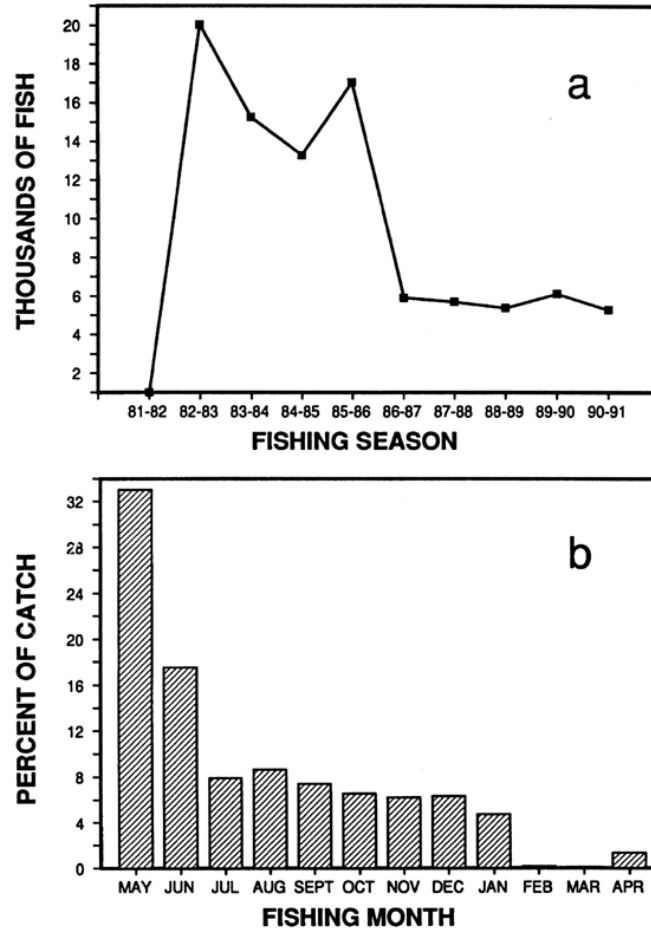 THOUSANDS OF FISH
20
18
16
14
12
10
8
6
4
2
a
81-82 82-83 83-84 84-85 85-86 86-87 87-88 88-89 89-90 90-91
FISHING SEASON
PERCENT OF CATCH
32
28
24
20
16
12
8
4
0
b
MAY JUN JUL AUG SEPT OCT NOV DEC JAN FEB MAR APR
FISHING MONTH